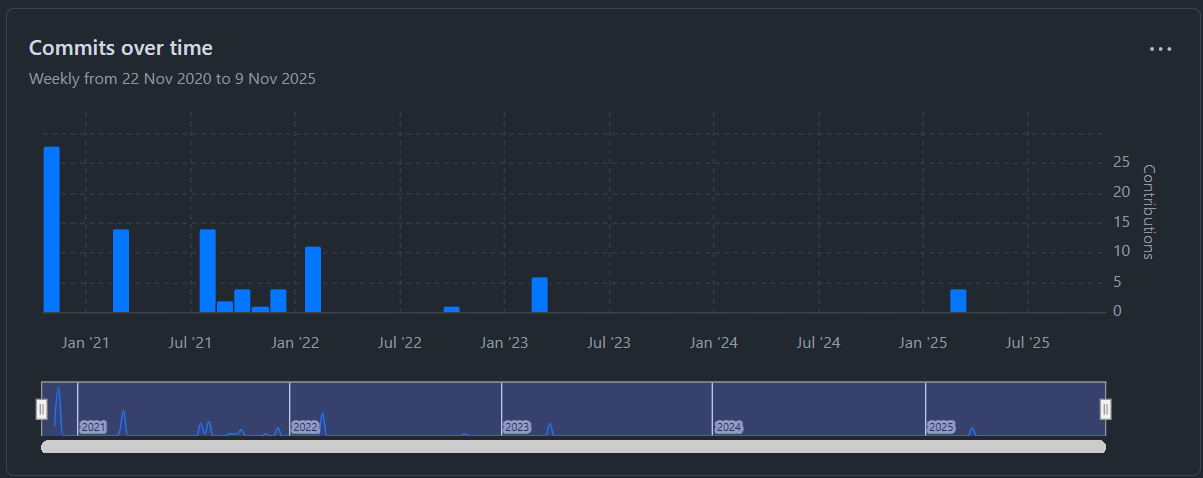 Commits over time
Weekly from 22 Nov 2020 to 9 Nov 2025
25
20
15
10
5
0
Contributions
Jan '21 Jul '21 Jan '22 Jul '22 Jan '23 Jul '23 Jan '24 Jul '24 Jan '25 Jul '25
2021 2022 2023 2024 2025